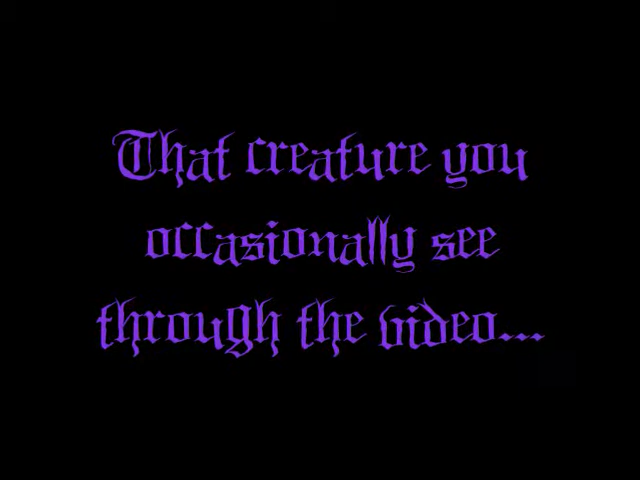 That creature you
occasionally see
through the video...